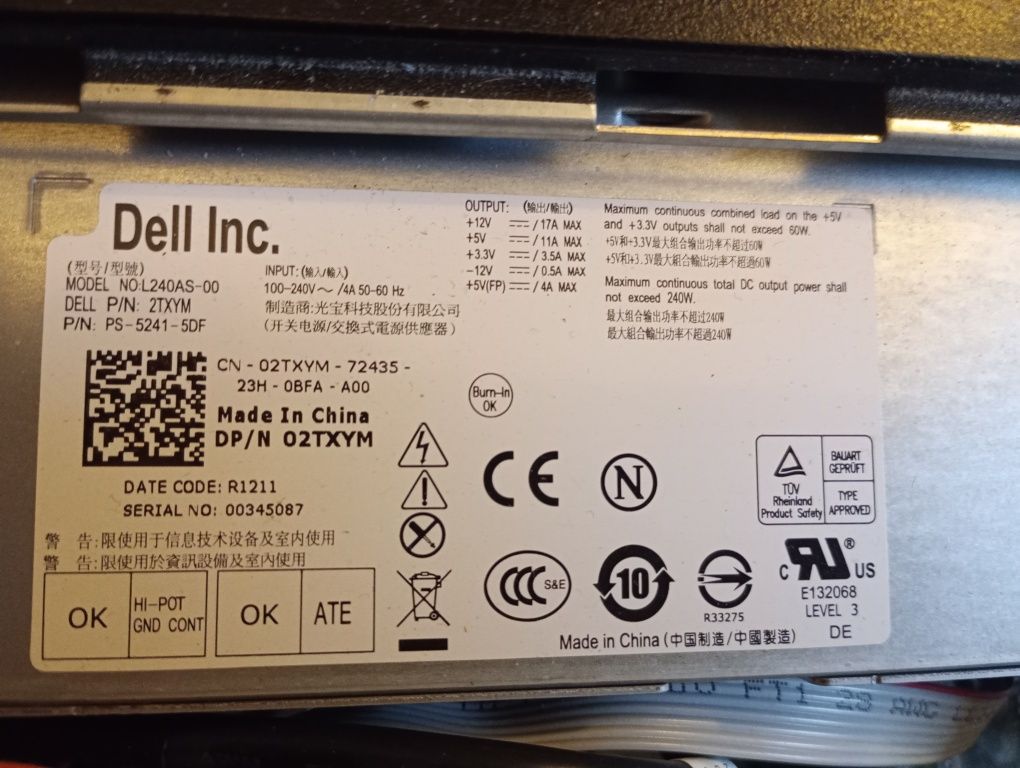 Dell Inc.
(型号/型號)
MODEL NO:L240AS-00
DELL P/N: 2TXYM
P/N: PS-5241-5DF
INPUT: (输入/輸入)
100-240V～ /4A 50-60 Hz
制造商:光宝科技股份有限公司
(开关电源/交換式電源供應器)
OUTPUT: (输出/輸出)
+12V ⎓ / 17A MAX
+5V ⎓ / 11A MAX
+3.3V ⎓ / 3.5A MAX
-12V ⎓ / 0.5A MAX
+5V(FP) ⎓ / 4A MAX
Maximum continuous combined load on the +5V
and +3.3V outputs shall not exceed 60W.
+5V和+3.3V最大组合输出功率不超过60W
+5V和+3.3V最大組合輸出功率不超過60W
Maximum continuous total DC output power shall
not exceed 240W.
最大组合输出功率不超过240W
最大組合輸出功率不超過240W
CN - 02TXYM - 72435 -
23H - 0BFA - A00
Made In China
DP/N 02TXYM
Burn-In
OK
DATE CODE: R1211
SERIAL NO: 00345087
警 告:限使用于信息技术设备及室内使用
警 告:限使用於資訊設備及室內使用
OK
HI-POT
GND CONT
OK
ATE
CE
N
TÜV
Rheinland
Product Safety
BAUART
GEPRÜFT
TYPE
APPROVED
CCC S&E
10
R33275
c RU ® US
E132068
LEVEL 3
DE
Made in China (中国制造/中國製造)
FT1 28 AWG